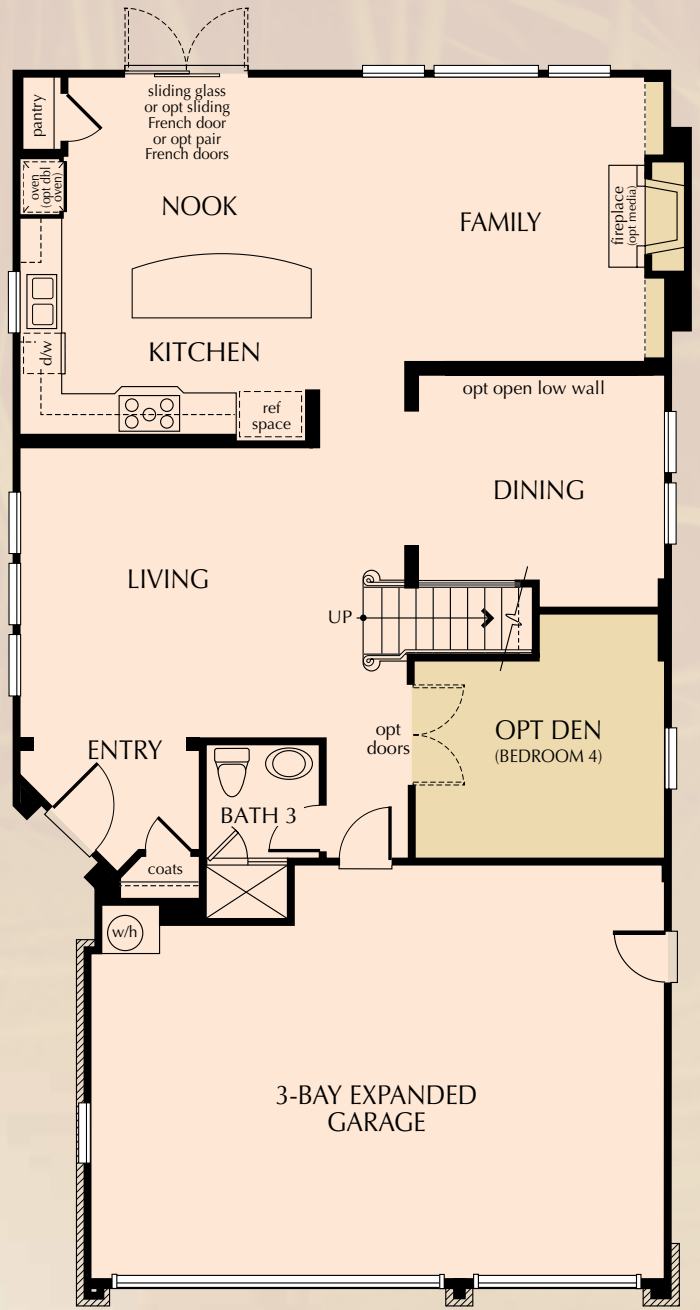 pantry
sliding glass
or opt sliding
French door
or opt pair
French doors
oven
(opt dbl
oven)
NOOK
FAMILY
fireplace
(opt media)
KITCHEN
d/w
ref
space
opt open low wall
DINING
LIVING
UP
ENTRY
opt
doors
OPT DEN
(BEDROOM 4)
BATH 3
coats
w/h
3-BAY EXPANDED
GARAGE